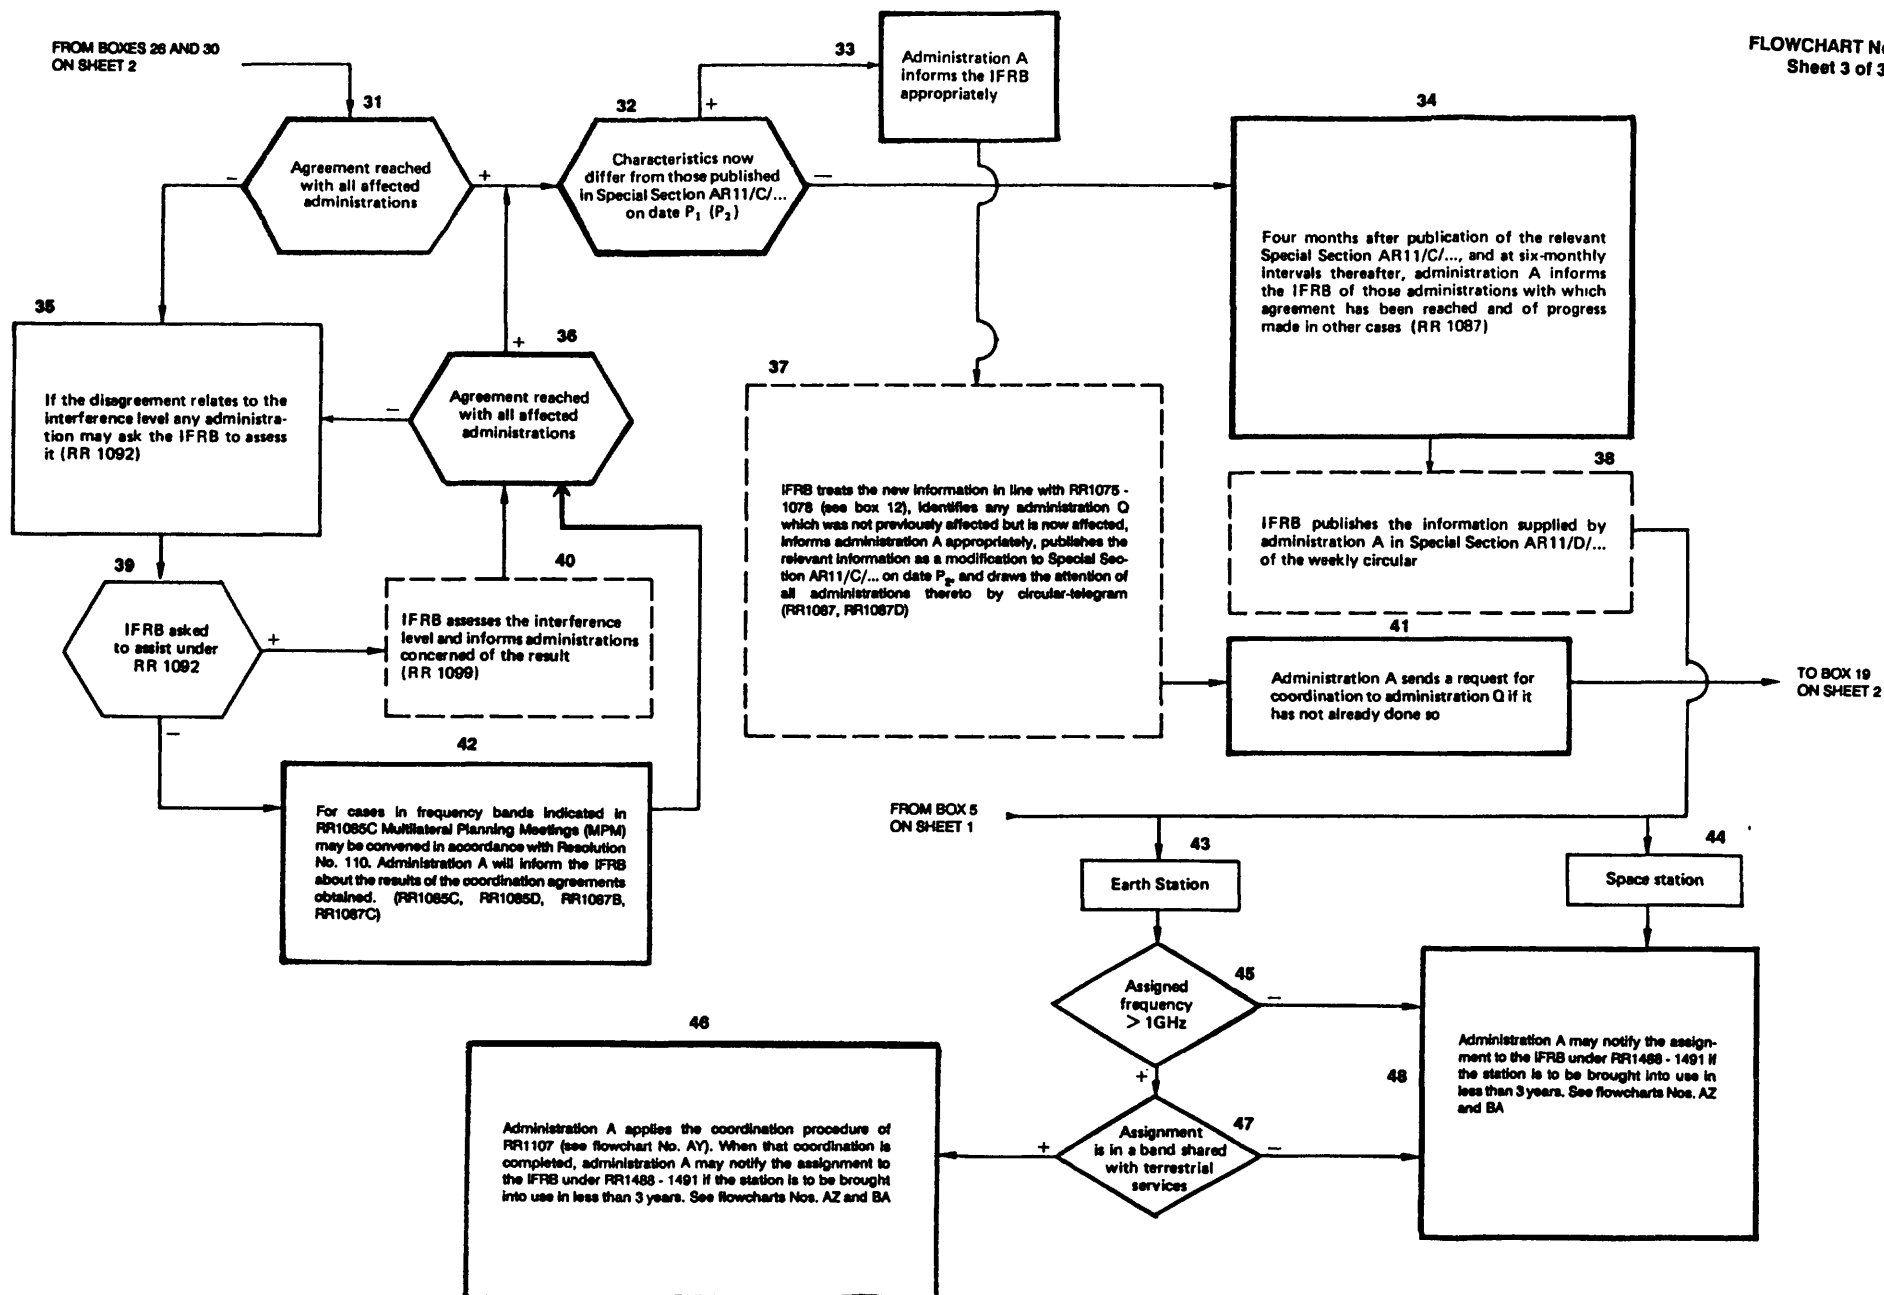 FROM BOXES 26 AND 30
ON SHEET 2
FLOWCHART No
Sheet 3 of 3
31
Agreement reached
with all affected
administrations
–
+
32
Characteristics now
differ from those published
in Special Section AR11/C/...
on date P₁ (P₂)
+
–
33
Administration A
informs the IFRB
appropriately
34
Four months after publication of the relevant
Special Section AR11/C/..., and at six-monthly
intervals thereafter, administration A informs
the IFRB of those administrations with which
agreement has been reached and of progress
made in other cases (RR 1087)
35
If the disagreement relates to the
interference level any administra-
tion may ask the IFRB to assess
it (RR 1092)
36
Agreement reached
with all affected
administrations
+
–
37
IFRB treats the new information in line with RR1075 -
1078 (see box 12), identifies any administration Q
which was not previously affected but is now affected,
informs administration A appropriately, publishes the
relevant information as a modification to Special Sec-
tion AR11/C/... on date P₂, and draws the attention of
all administrations thereto by circular-telegram
(RR1087, RR1087D)
38
IFRB publishes the information supplied by
administration A in Special Section AR11/D/...
of the weekly circular
39
IFRB asked
to assist under
RR 1092
+
–
40
IFRB assesses the interference
level and informs administrations
concerned of the result
(RR 1099)
41
Administration A sends a request for
coordination to administration Q if it
has not already done so
TO BOX 19
ON SHEET 2
42
For cases in frequency bands indicated in
RR1085C Multilateral Planning Meetings (MPM)
may be convened in accordance with Resolution
No. 110. Administration A will inform the IFRB
about the results of the coordination agreements
obtained. (RR1085C, RR1085D, RR1087B,
RR1087C)
FROM BOX 5
ON SHEET 1
43
Earth Station
44
Space station
45
Assigned
frequency
> 1GHz
–
+
46
Administration A applies the coordination procedure of
RR1107 (see flowchart No. AY). When that coordination is
completed, administration A may notify the assignment to
the IFRB under RR1488 - 1491 if the station is to be brought
into use in less than 3 years. See flowcharts Nos. AZ and BA
47
Assignment
is in a band shared
with terrestrial
services
+
–
48
Administration A may notify the assign-
ment to the IFRB under RR1488 - 1491 if
the station is to be brought into use in
less than 3 years. See flowcharts Nos. AZ
and BA